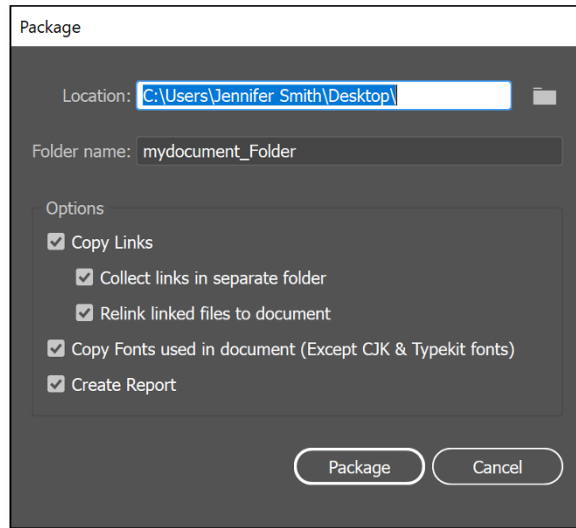 Package
Location: C:\Users\Jennifer Smith\Desktop\
Folder name: mydocument_Folder
Options
Copy Links
Collect links in separate folder
Relink linked files to document
Copy Fonts used in document (Except CJK & Typekit fonts)
Create Report
Package Cancel